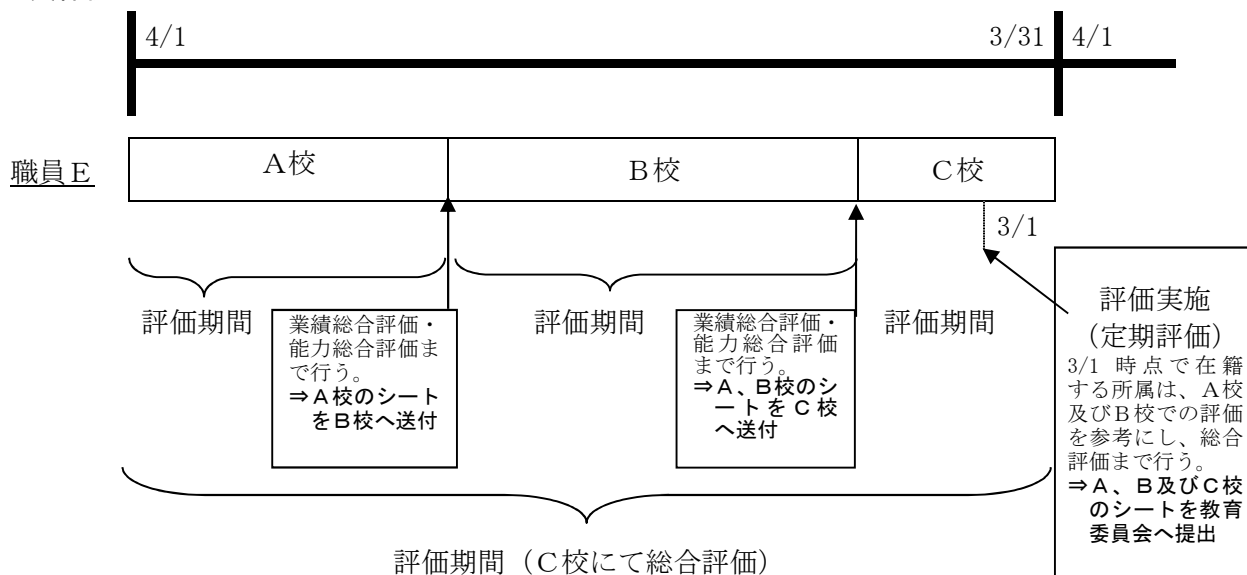 4/1
3/31
4/1
職員E
A校
B校
C校
3/1
評価期間
業績総合評価・
能力総合評価ま
で行う。
⇒A校のシート
をB校へ送付
評価期間
業績総合評価・
能力総合評価
まで行う。
⇒A、B校のシ
ートをC校
へ送付
評価期間
評価実施
(定期評価)
3/1 時点で在籍
する所属は、A校
及びB校での評価
を参考にし、総合
評価まで行う。
⇒A、B及びC校
のシートを教育
委員会へ提出
評価期間(C校にて総合評価)